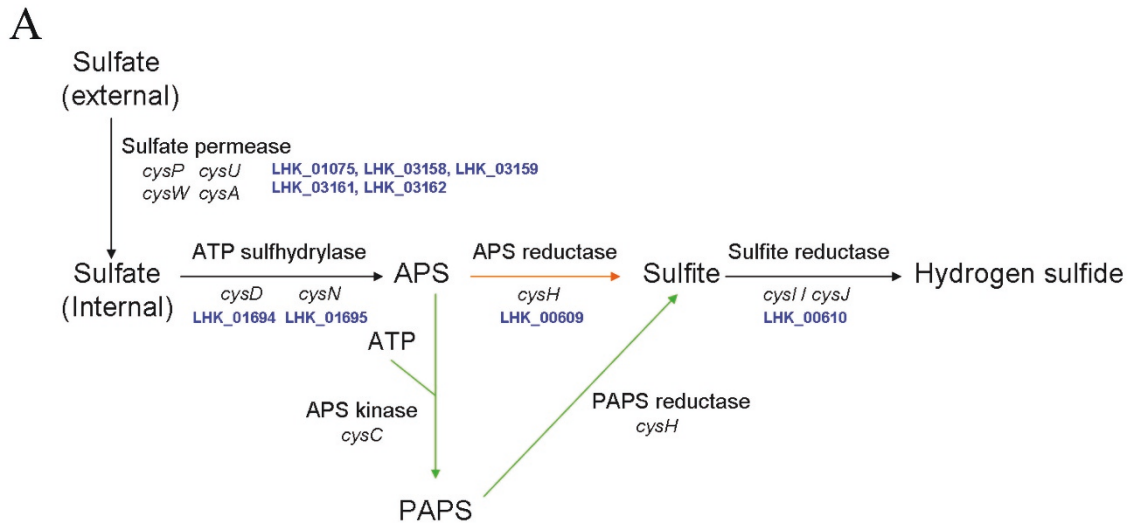 A
Sulfate
(external)
Sulfate permease
cysP cysU LHK_01075, LHK_03158, LHK_03159
cysW cysA LHK_03161, LHK_03162
ATP sulfhydrylase APS reductase Sulfite reductase
Sulfate APS Sulfite Hydrogen sulfide
(Internal) cysD cysN cysH cysI / cysJ
LHK_01694 LHK_01695 LHK_00609 LHK_00610
ATP
APS kinase PAPS reductase
cysC cysH
PAPS